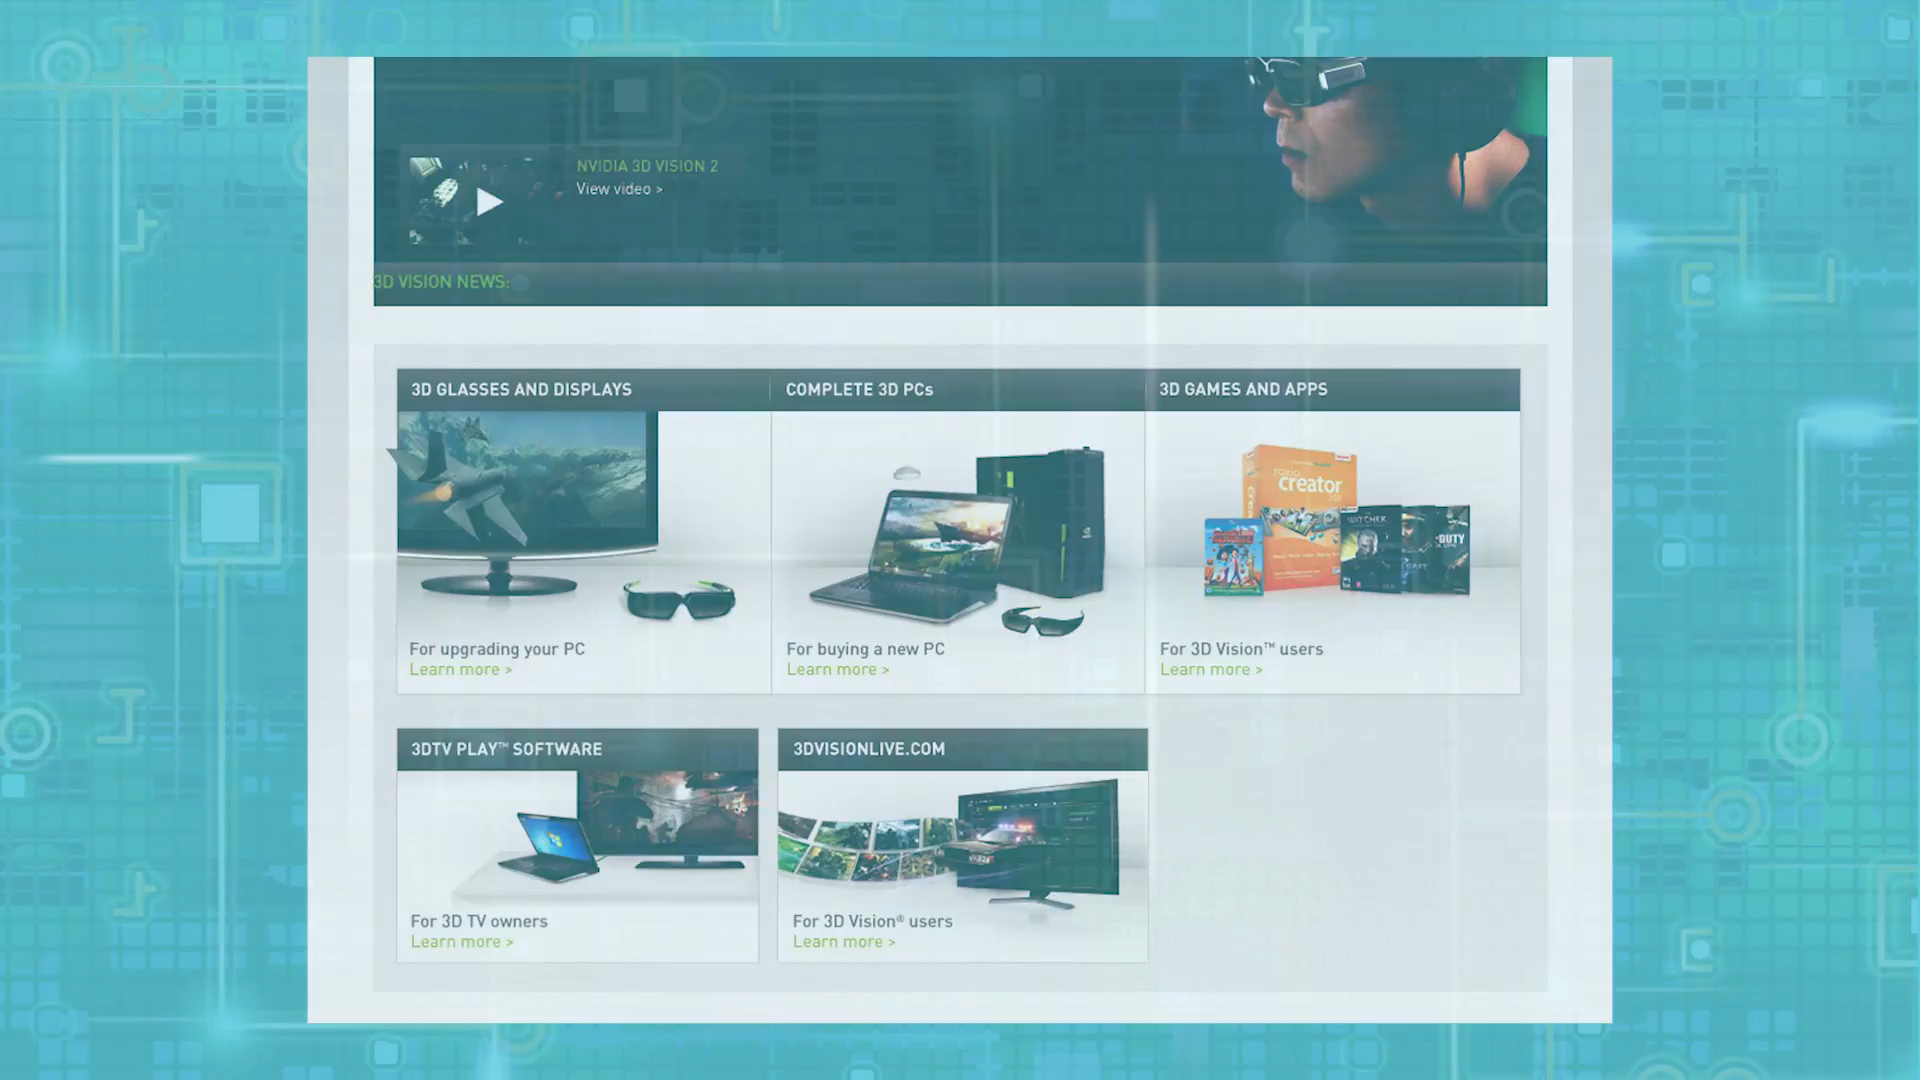 NVIDIA 3D VISION 2
View video >
3D VISION NEWS:
3D GLASSES AND DISPLAYS
COMPLETE 3D PCs
3D GAMES AND APPS
roxio
creator
WITCHER
DUTY
For upgrading your PC
Learn more >
For buying a new PC
Learn more >
For 3D Vision™ users
Learn more >
3DTV PLAY™ SOFTWARE
3DVISIONLIVE.COM
For 3D TV owners
Learn more >
For 3D Vision® users
Learn more >